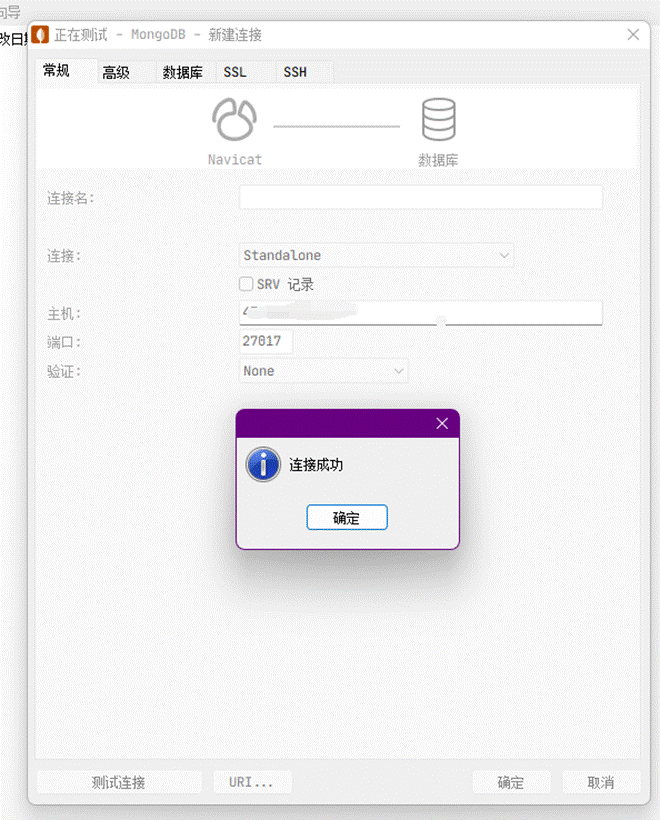 向导
改日
正在测试 - MongoDB - 新建连接
常规 高级 数据库 SSL SSH
Navicat 数据库
连接名:
连接: Standalone
SRV 记录
主机:
端口: 27017
验证: None
连接成功
确定
测试连接 URI... 确定 取消